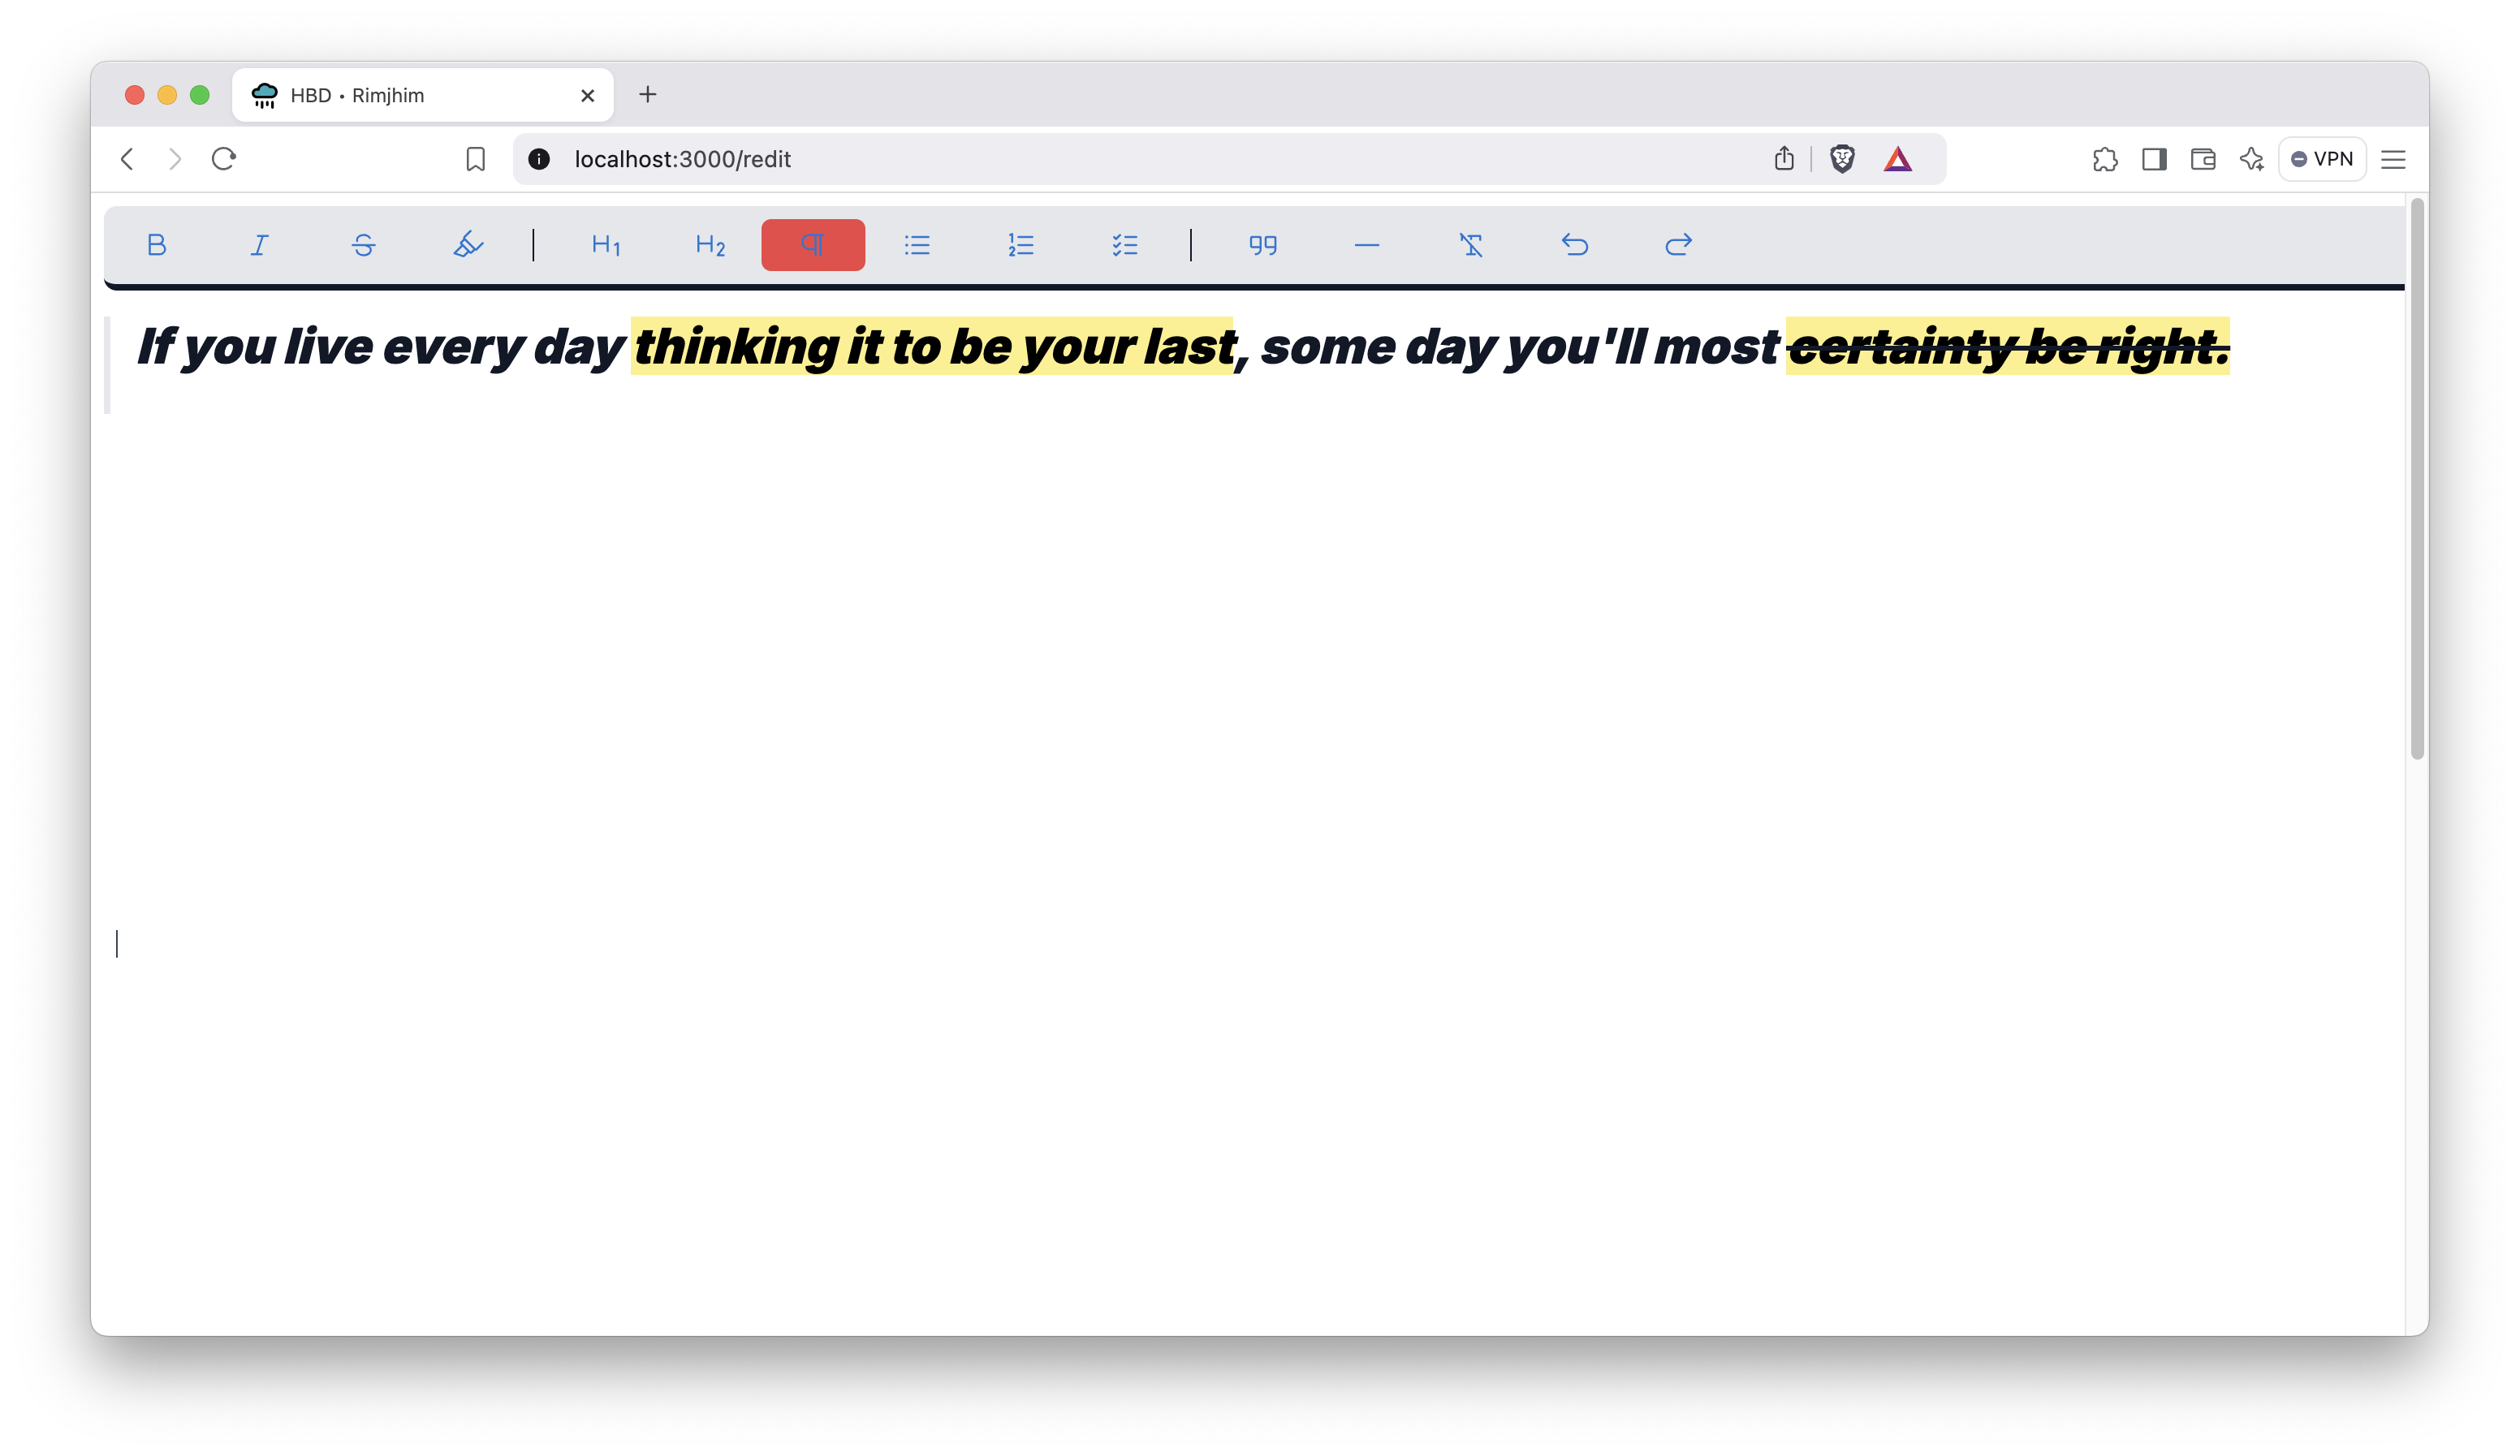 HBD • Rimjhim
localhost:3000/redit
VPN
B I S H1 H2 ¶
If you live every day thinking it to be your last, some day you'll most certainty be right.